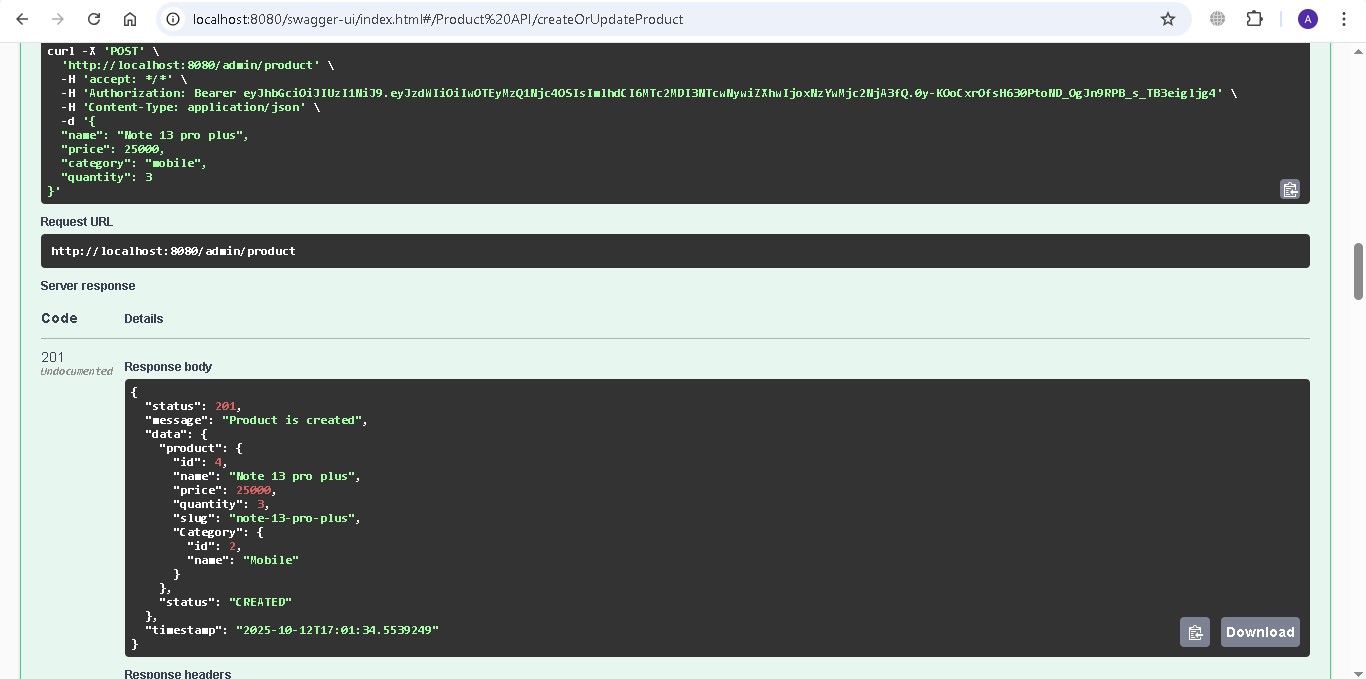 localhost:8080/swagger-ui/index.html#/Product%20API/createOrUpdateProduct
A
curl -X 'POST' \
'http://localhost:8080/admin/product' \
-H 'accept: */*' \
-H 'Authorization: Bearer \
-H 'Content-Type: application/json' \
-d '{
"name": "Note 13 pro plus",
"price": 25000,
"category": "mobile",
"quantity": 3
}'
Request URL
http://localhost:8080/admin/product
Server response
Code Details
201
Undocumented
Response body
{
"status": 201,
"message": "Product is created",
"data": {
"product": {
"id": 4,
"name": "Note 13 pro plus",
"price": 25000,
"quantity": 3,
"slug": "note-13-pro-plus",
"Category": {
"id": 2,
"name": "Mobile"
}
},
"status": "CREATED"
},
"timestamp": "2025-10-12T17:01:34.5539249"
}
Download
Response headers